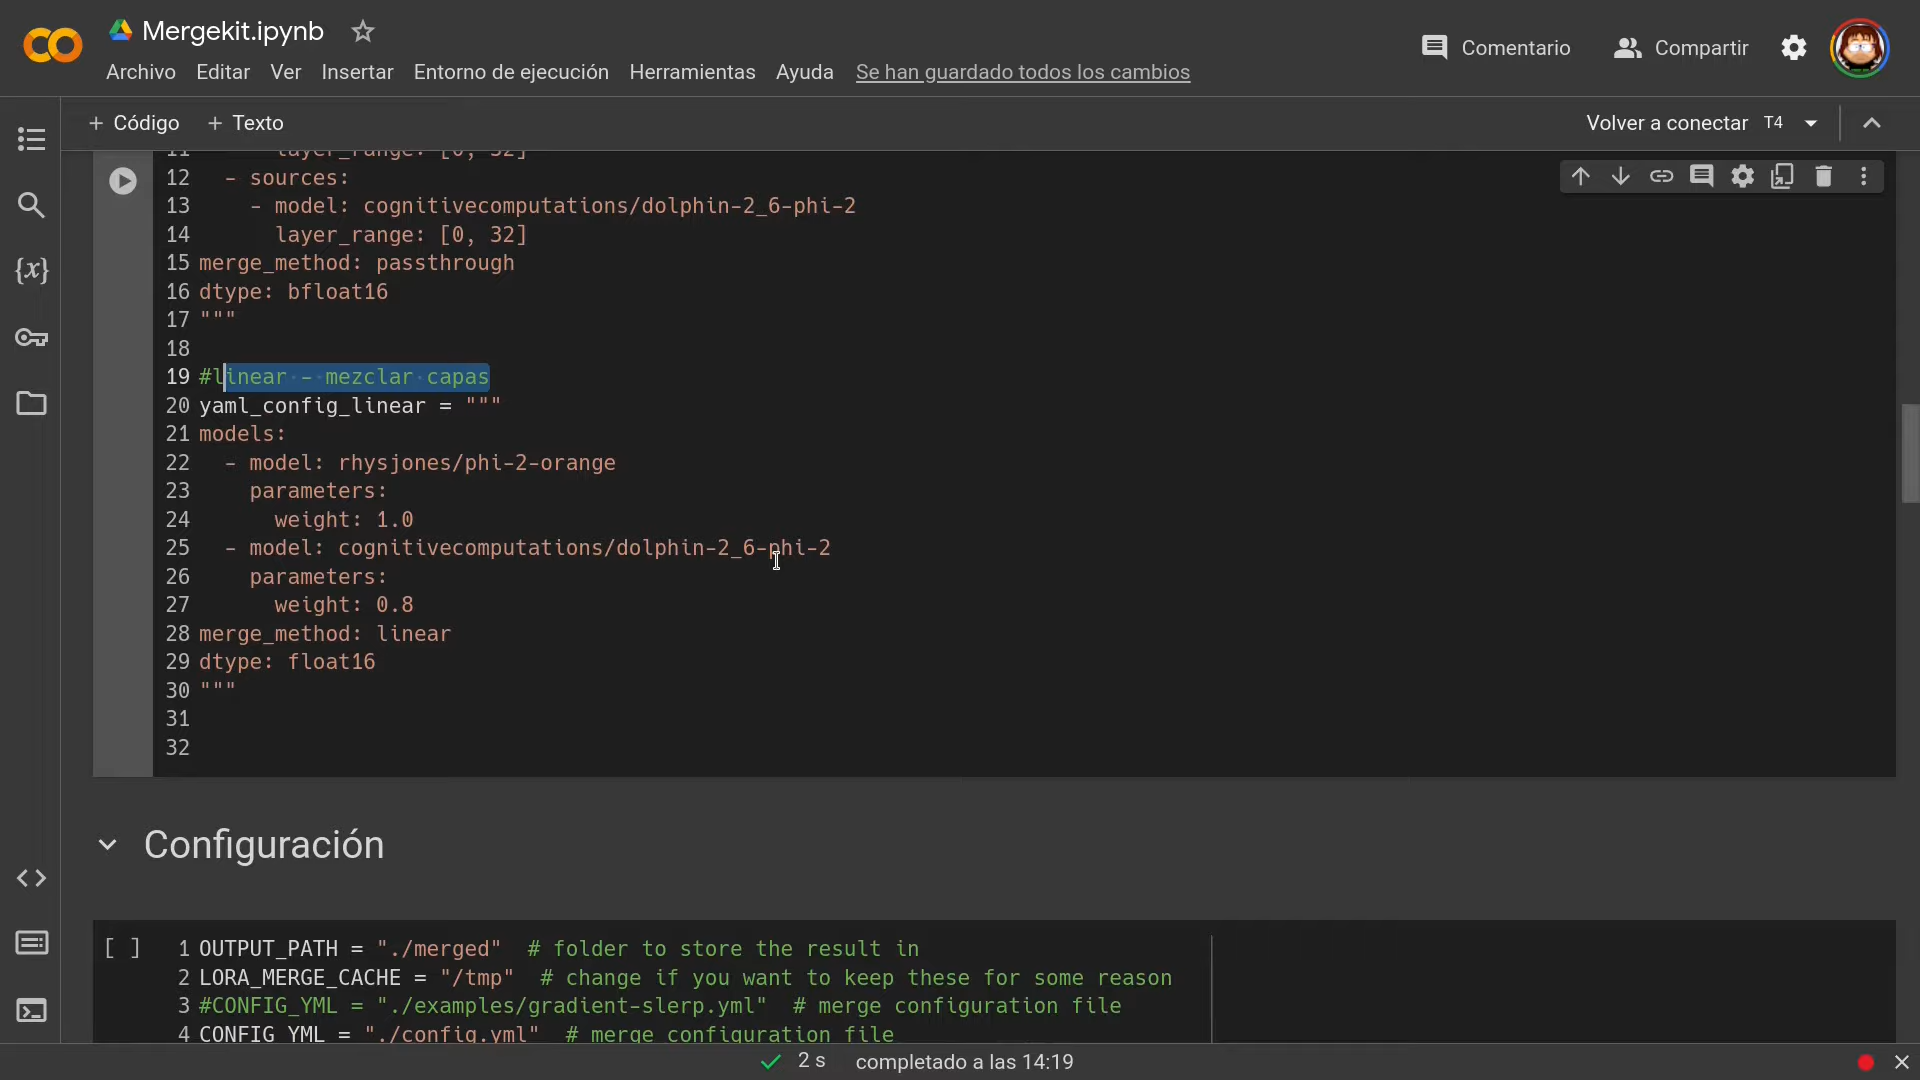 Mergekit.ipynb
Comentario
Compartir
Archivo Editar Ver Insertar Entorno de ejecución Herramientas Ayuda Se han guardado todos los cambios
+ Código + Texto
Volver a conectar T4
11 layer_range: [0, 32]
12 - sources:
13 - model: cognitivecomputations/dolphin-2_6-phi-2
14 layer_range: [0, 32]
15 merge_method: passthrough
16 dtype: bfloat16
17 """
18
19 #linear - mezclar capas
20 yaml_config_linear = """
21 models:
22 - model: rhysjones/phi-2-orange
23 parameters:
24 weight: 1.0
25 - model: cognitivecomputations/dolphin-2_6-phi-2
26 parameters:
27 weight: 0.8
28 merge_method: linear
29 dtype: float16
30 """
31
32
Configuración
[ ] 1 OUTPUT_PATH = "./merged" # folder to store the result in
2 LORA_MERGE_CACHE = "/tmp" # change if you want to keep these for some reason
3 #CONFIG_YML = "./examples/gradient-slerp.yml" # merge configuration file
4 CONFIG_YML = "./config.yml" # merge configuration file
2 s completado a las 14:19